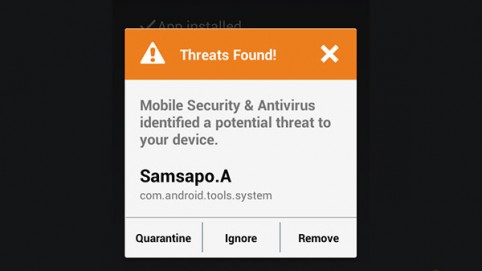 App installed
Threats Found!
Mobile Security & Antivirus
identified a potential threat to
your device.
Samsapo.A
com.android.tools.system
Quarantine Ignore Remove